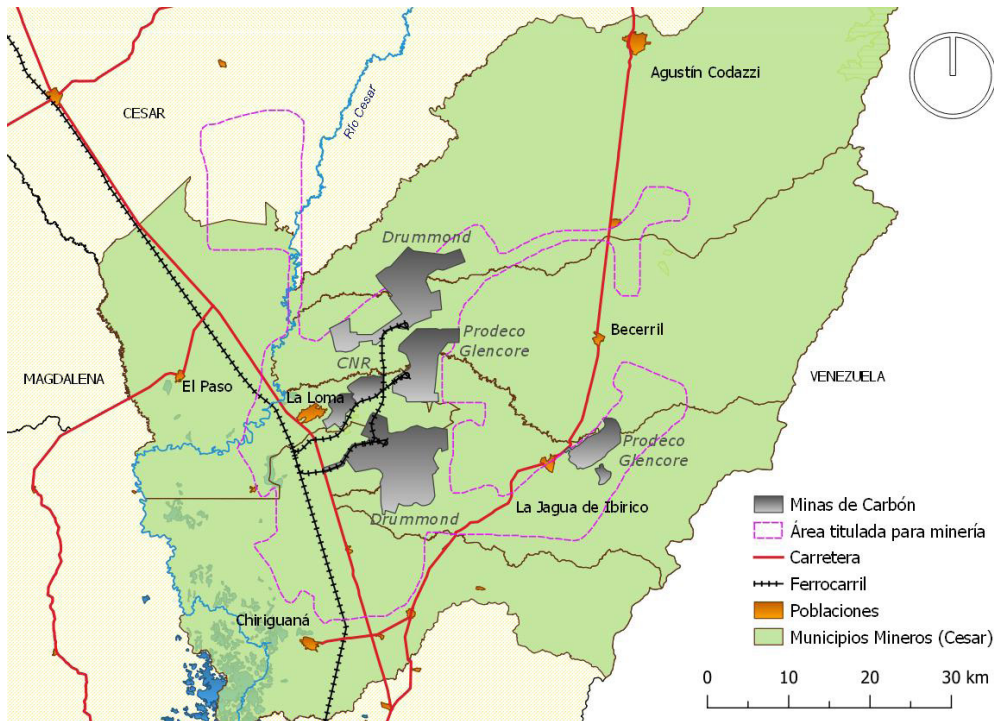 Agustín Codazzi
CESAR
Río Cesar
Drummond
Prodeco
Glencore
Becerril
CNR
MAGDALENA
El Paso
VENEZUELA
La Loma
Prodeco
Glencore
La Jagua de Ibirico
Drummond
Chiriguaná
Minas de Carbón
Área titulada para minería
Carretera
Ferrocarril
Poblaciones
Municipios Mineros (Cesar)
0 10 20 30 km